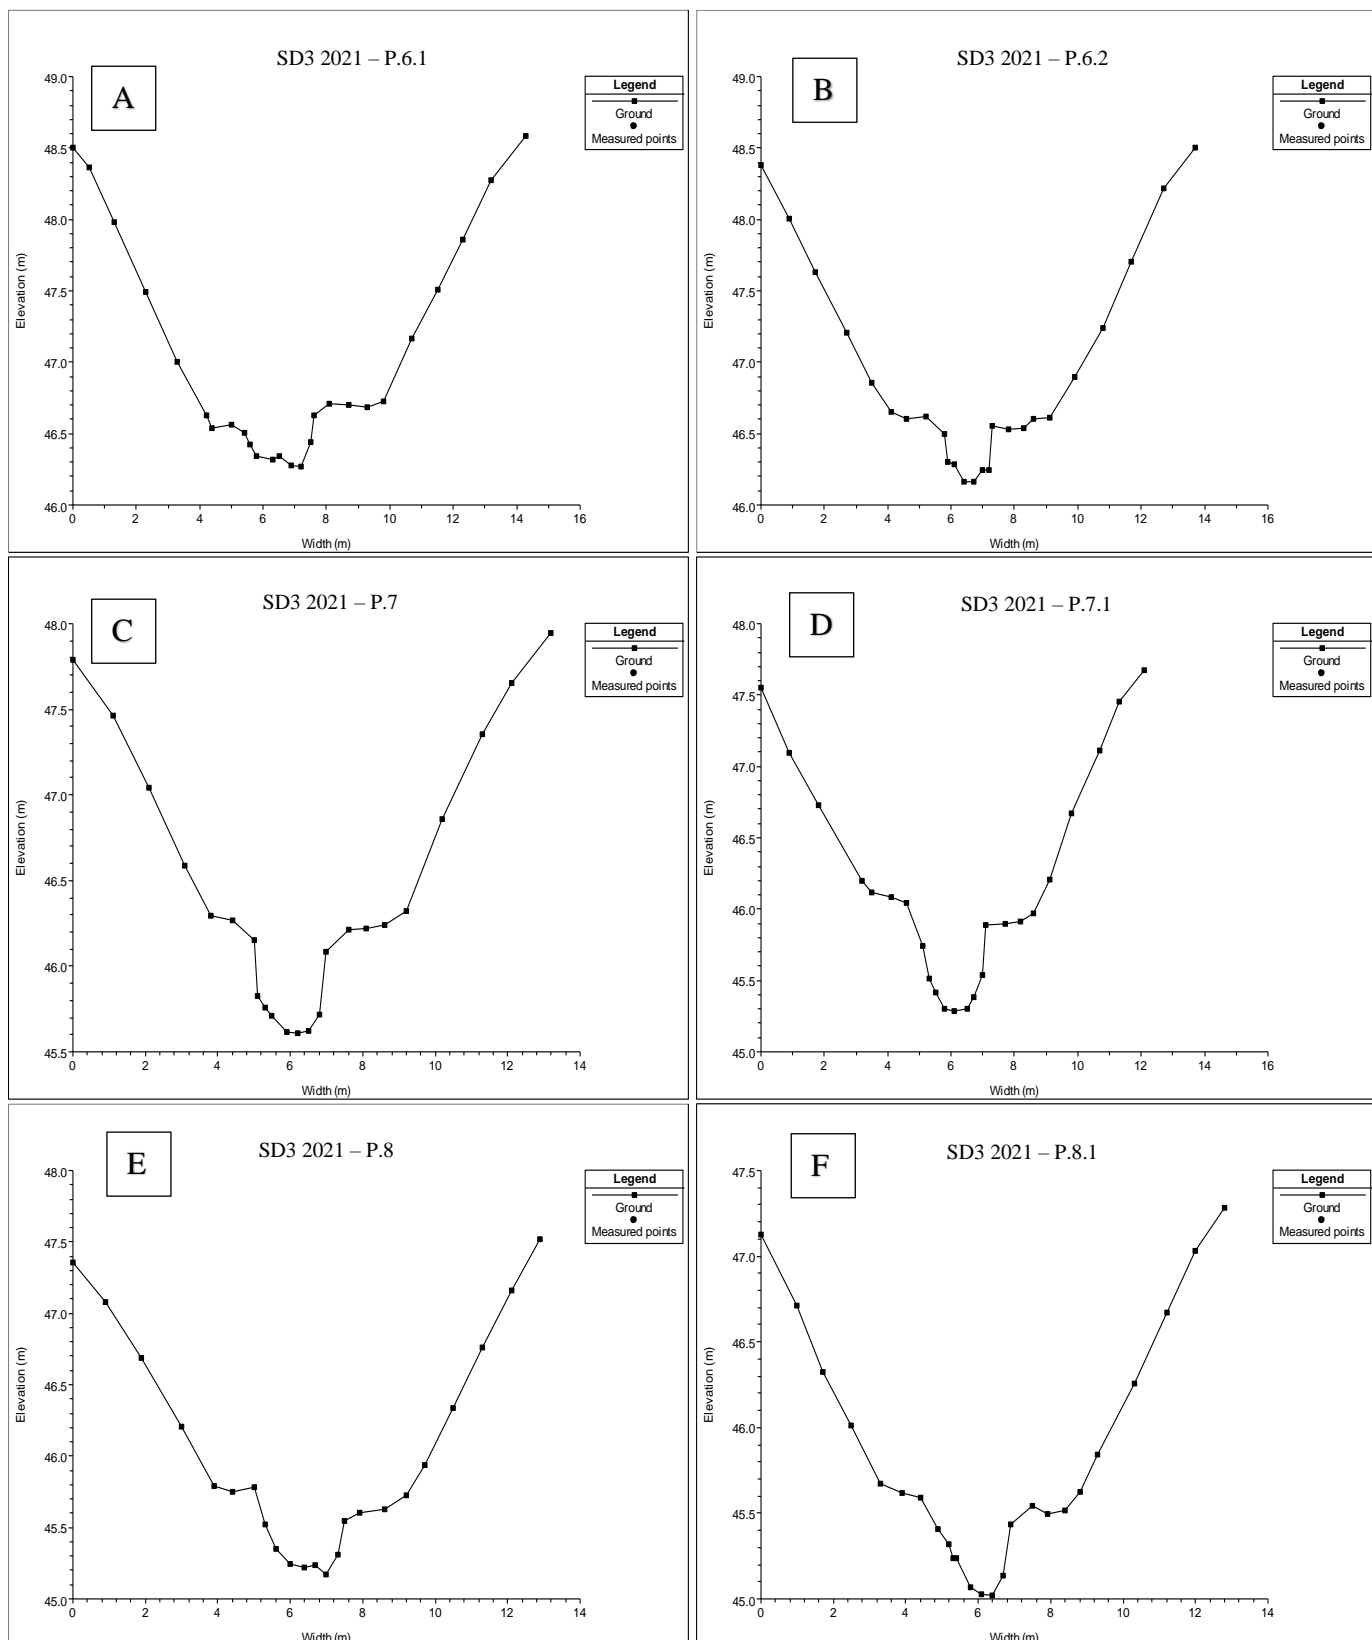 SD3 2021 – P.6.1
A
Legend
Ground
Measured points
Elevation (m)
49.0
48.5
48.0
47.5
47.0
46.5
46.0
0 2 4 6 8 10 12 14 16
Width (m)
SD3 2021 – P.6.2
B
Legend
Ground
Measured points
Elevation (m)
49.0
48.5
48.0
47.5
47.0
46.5
46.0
0 2 4 6 8 10 12 14 16
Width (m)
SD3 2021 – P.7
C
Legend
Ground
Measured points
Elevation (m)
48.0
47.5
47.0
46.5
46.0
45.5
0 2 4 6 8 10 12 14
Width (m)
SD3 2021 – P.7.1
D
Legend
Ground
Measured points
Elevation (m)
48.0
47.5
47.0
46.5
46.0
45.5
45.0
0 2 4 6 8 10 12 14 16
Width (m)
SD3 2021 – P.8
E
Legend
Ground
Measured points
Elevation (m)
48.0
47.5
47.0
46.5
46.0
45.5
45.0
0 2 4 6 8 10 12 14
Width (m)
SD3 2021 – P.8.1
F
Legend
Ground
Measured points
Elevation (m)
47.5
47.0
46.5
46.0
45.5
45.0
0 2 4 6 8 10 12 14
Width (m)